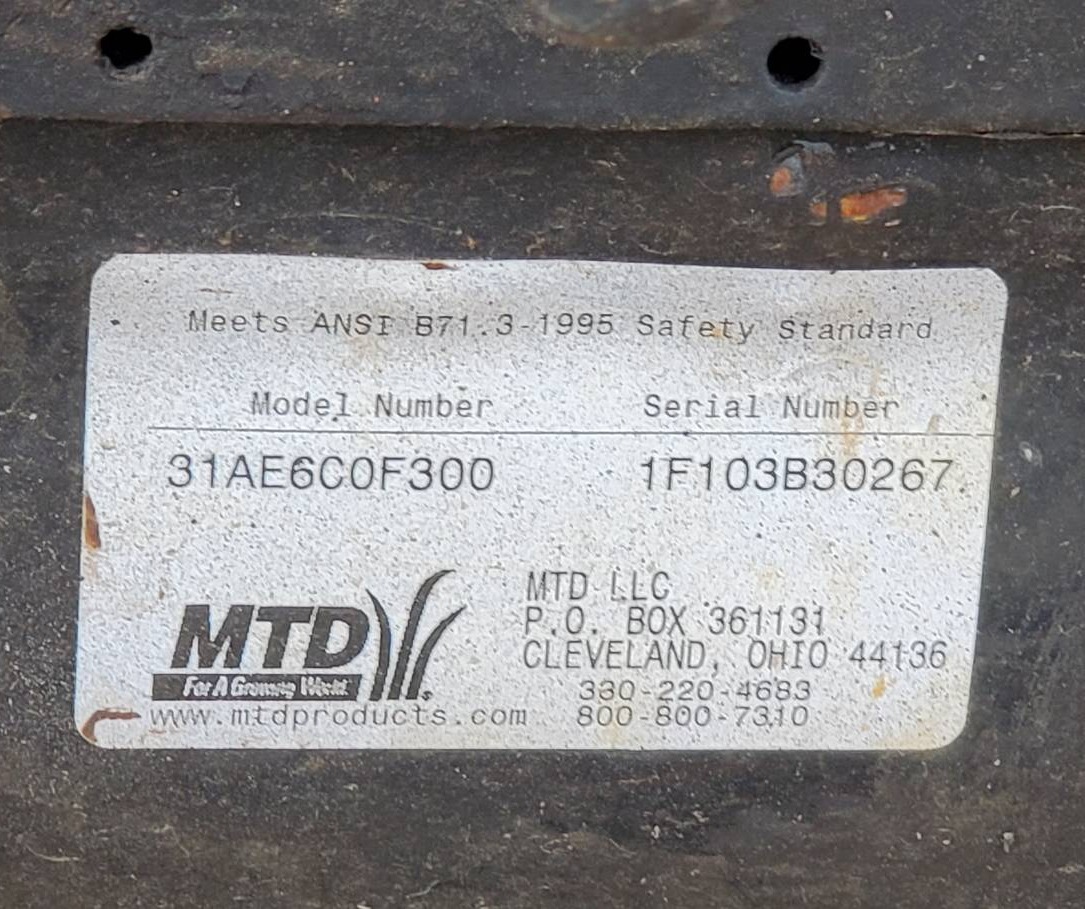 Meets ANSI B71.3-1995 Safety Standard
Model Number Serial Number
31AE6C0F300 1F103B30267
MTD
For A Growing World.
www.mtdproducts.com
MTD LLC
P.O. BOX 361131
CLEVELAND, OHIO 44136
330-220-4683
800-800-7310